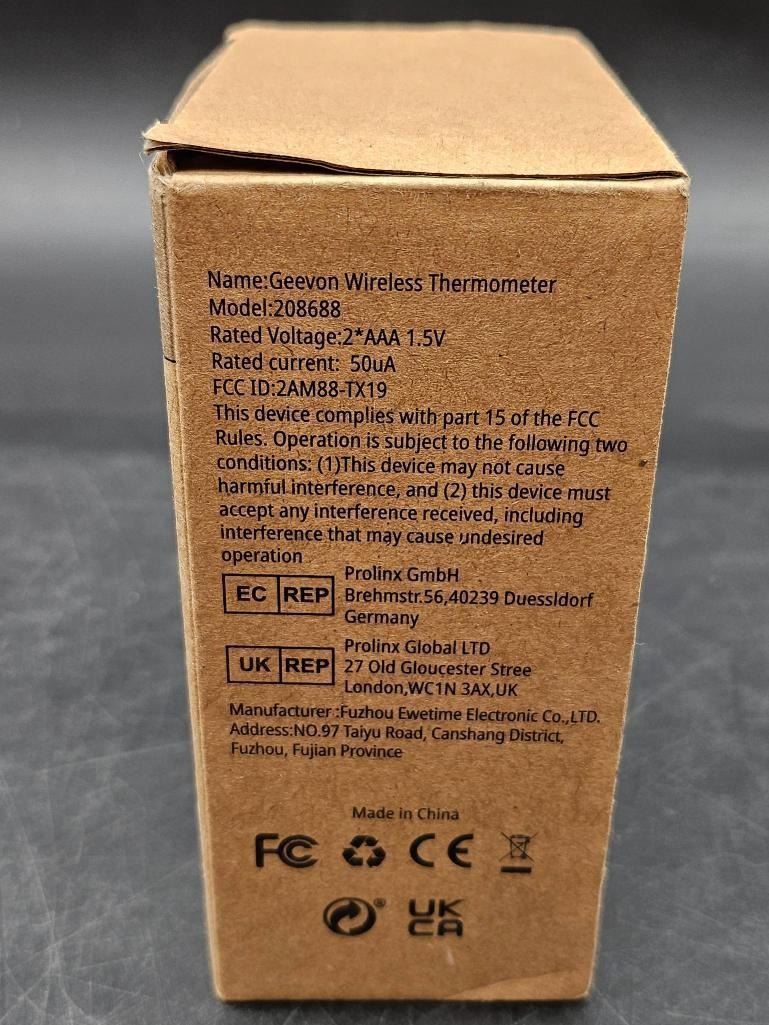 Name:Geevon Wireless Thermometer
Model:208688
Rated Voltage:2*AAA 1.5V
Rated current: 50uA
FCC ID:2AM88-TX19
This device complies with part 15 of the FCC
Rules. Operation is subject to the following two
conditions: (1)This device may not cause
harmful interference, and (2) this device must
accept any interference received, including
interference that may cause undesired
operation
EC REP
Prolinx GmbH
Brehmstr.56,40239 Duessldorf
Germany
UK REP
Prolinx Global LTD
27 Old Gloucester Stree
London,WC1N 3AX,UK
Manufacturer :Fuzhou Ewetime Electronic Co.,LTD.
Address:NO.97 Taiyu Road, Canshang District,
Fuzhou, Fujian Province
Made in China
FC CE
® UK
CA